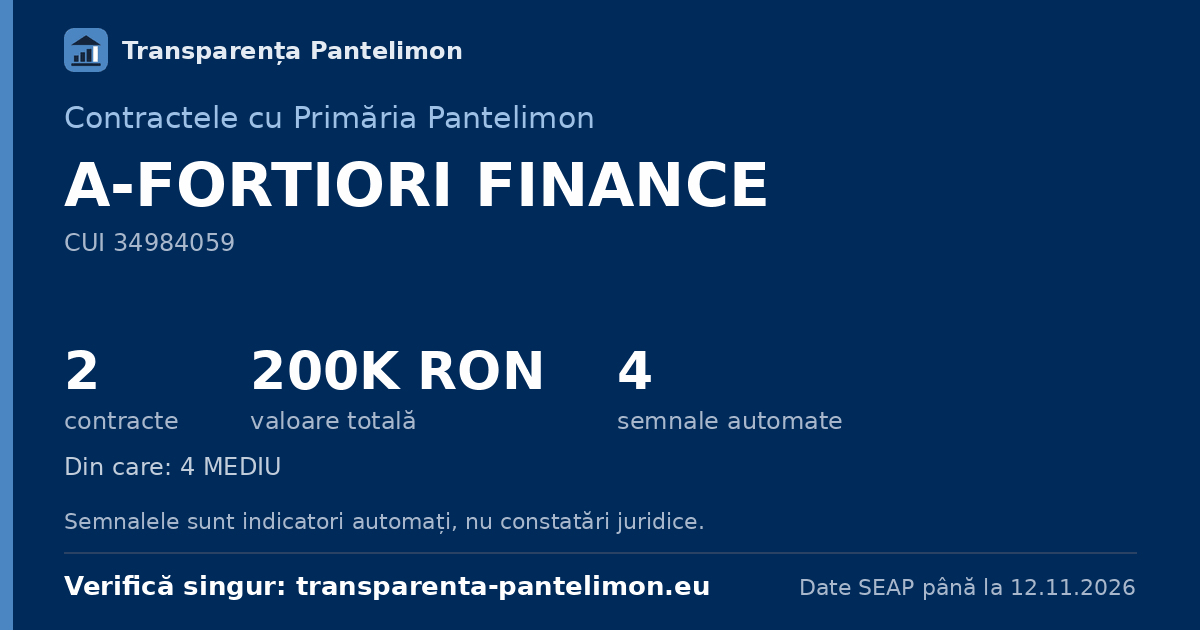 Transparența Pantelimon
Contractele cu Primăria Pantelimon
A-FORTIORI FINANCE
CUI 34984059
2 200K RON 4
contracte valoare totală semnale automate
Din care: 4 MEDIU
Semnalele sunt indicatori automați, nu constatări juridice.
Verifică singur: transparenta-pantelimon.eu Date SEAP până la 12.11.2026